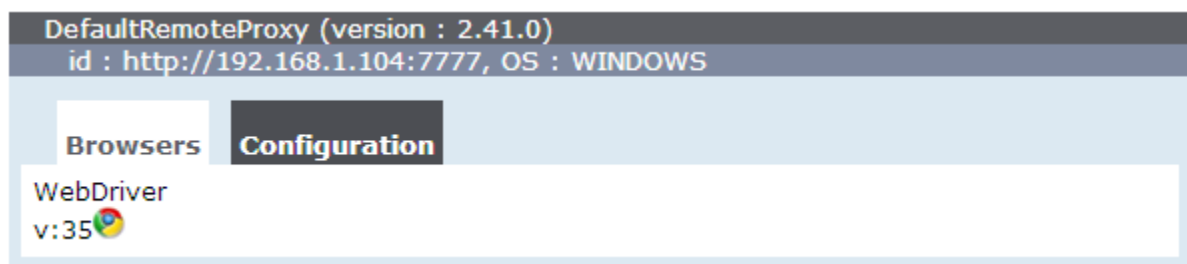 DefaultRemoteProxy (version : 2.41.0)
id : http://192.168.1.104:7777, OS : WINDOWS
Browsers Configuration
WebDriver
v:35